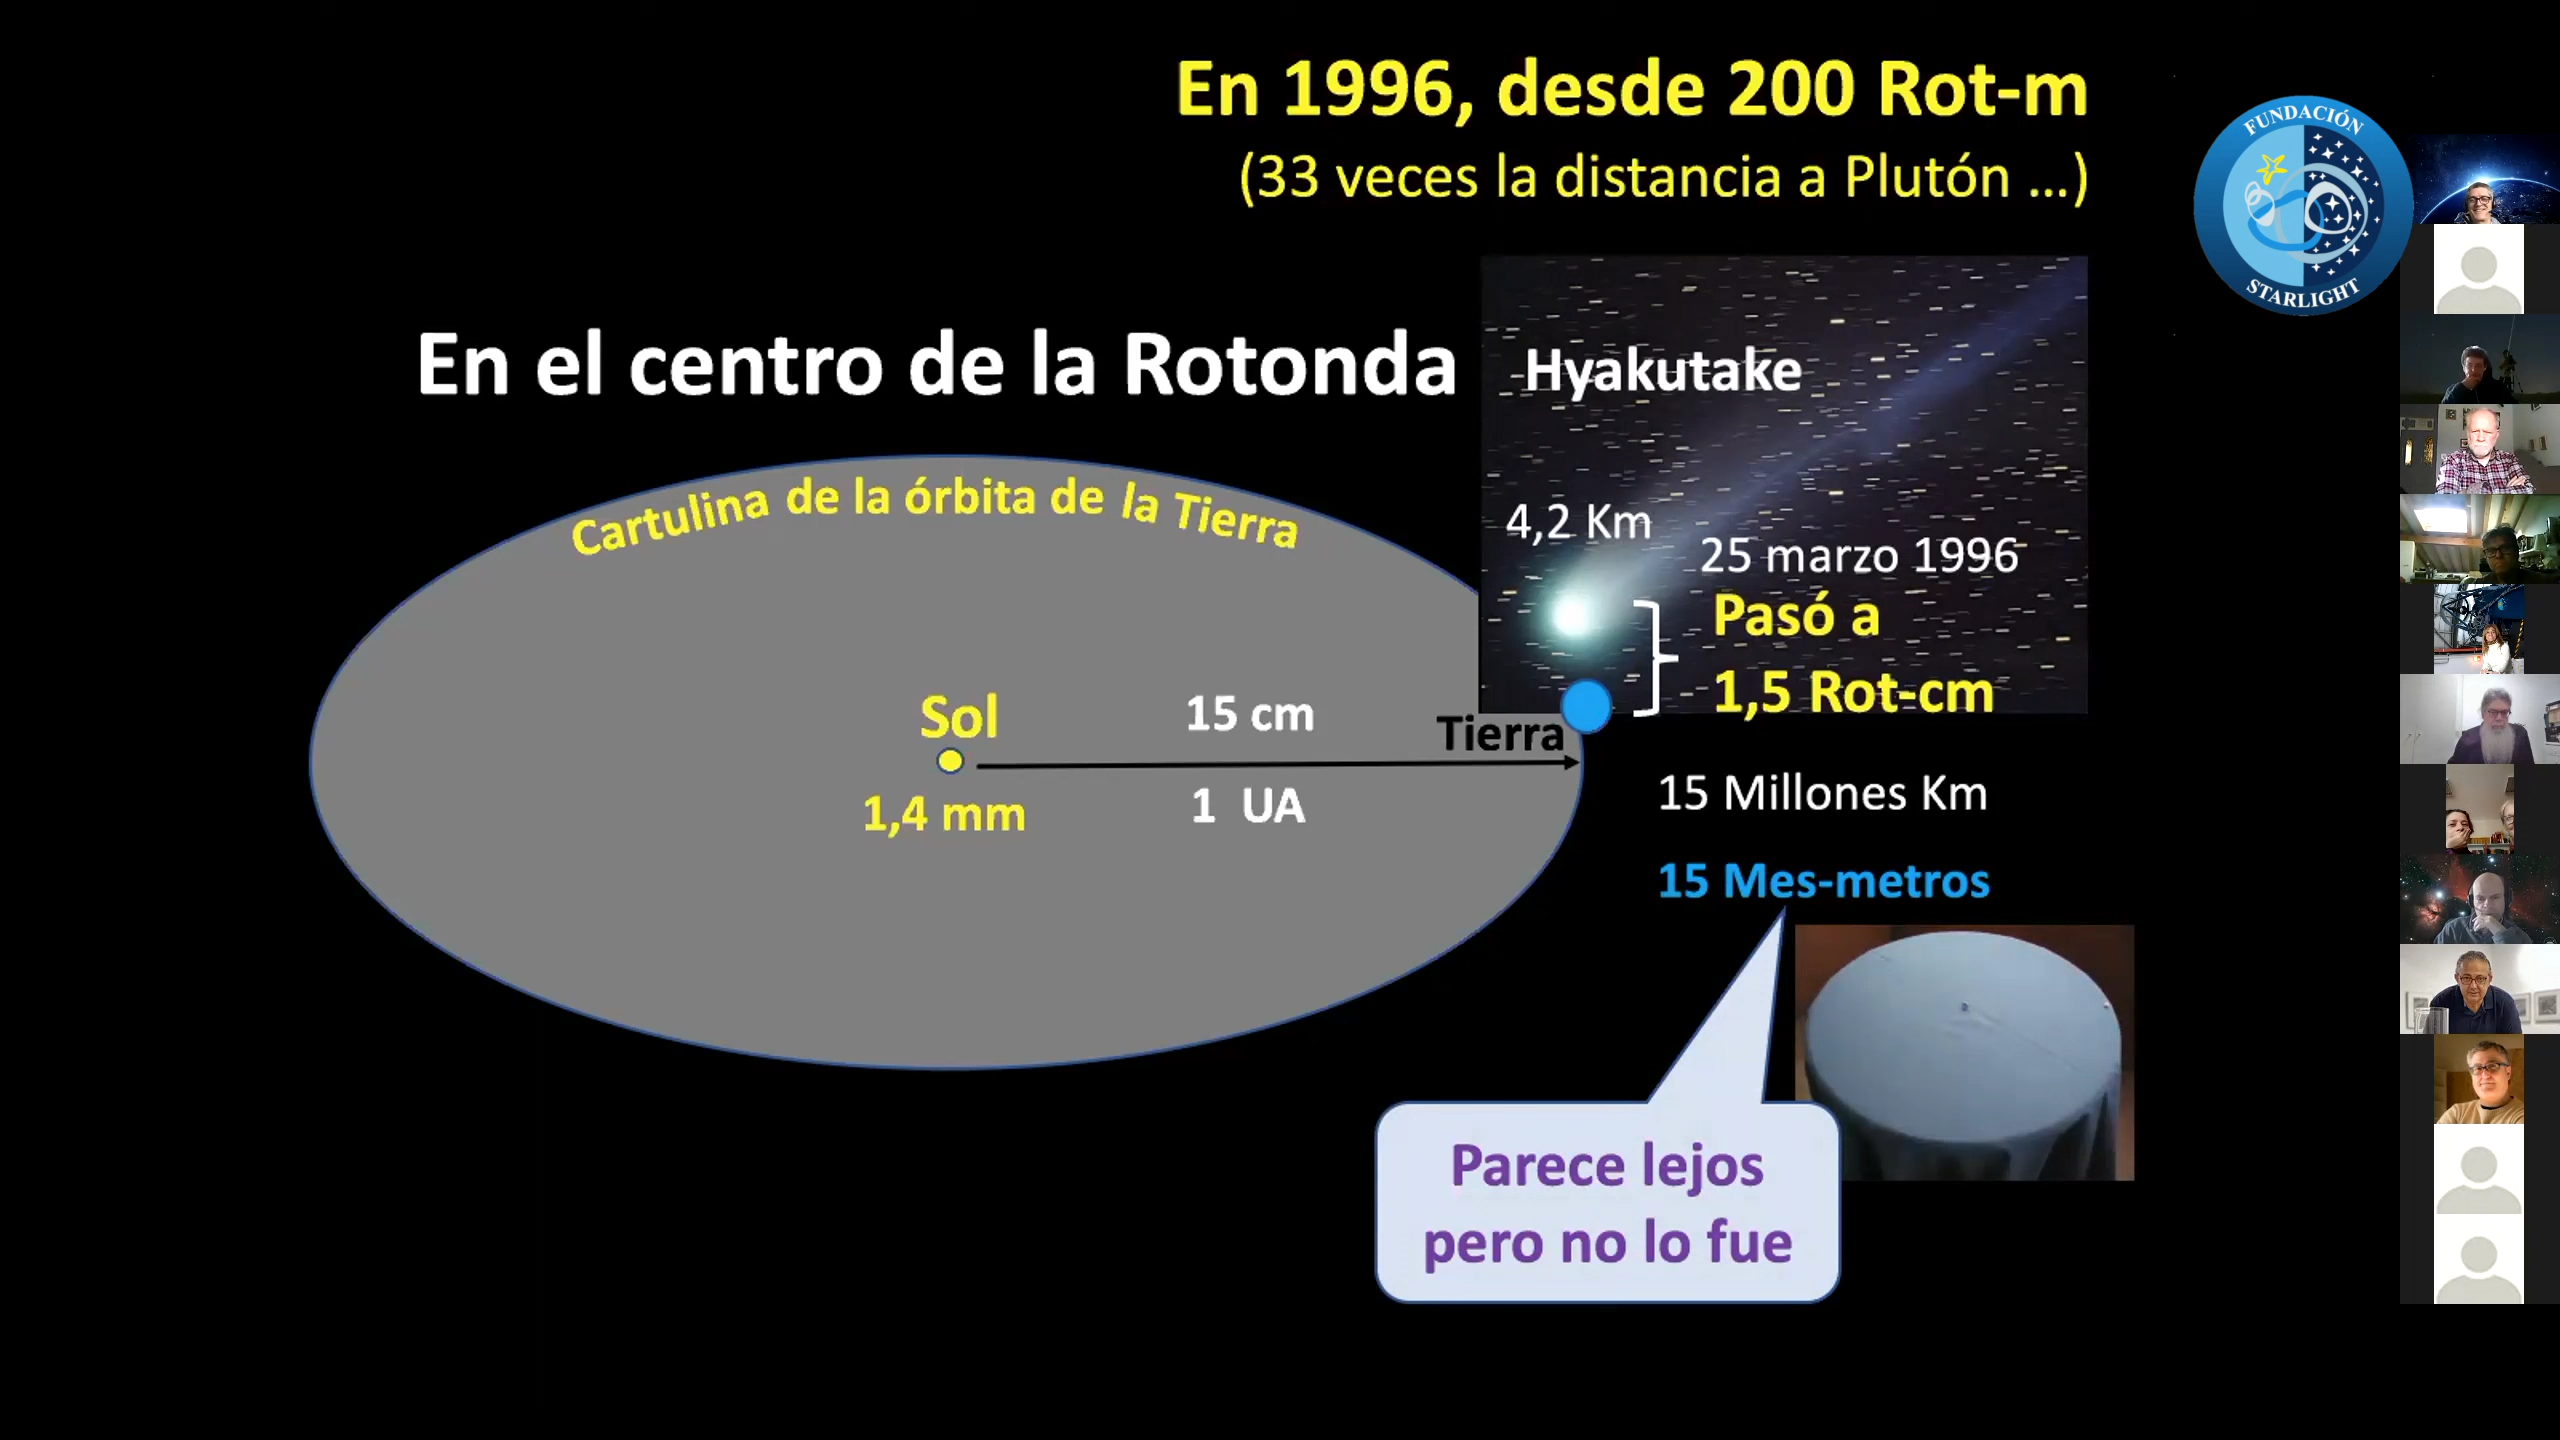 En 1996, desde 200 Rot-m
(33 veces la distancia a Plutón ...)
FUNDACIÓN
STARLIGHT
En el centro de la Rotonda
Hyakutake
Cartulina de la órbita de la Tierra
4,2 Km
25 marzo 1996
Pasó a
1,5 Rot-cm
Sol
15 cm
Tierra
1,4 mm
1 UA
15 Millones Km
15 Mes-metros
Parece lejos
pero no lo fue